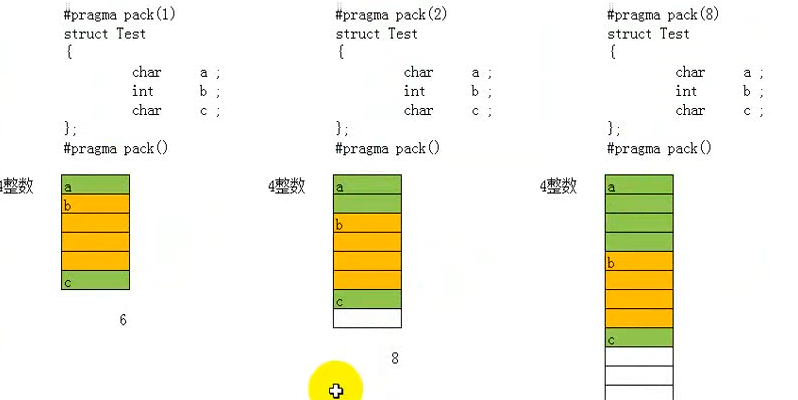 #pragma pack(1)
struct Test
{
char a ;
int b ;
char c ;
};
#pragma pack()
4整数
a
b
c
6
#pragma pack(2)
struct Test
{
char a ;
int b ;
char c ;
};
#pragma pack()
4整数
a
b
c
8
#pragma pack(8)
struct Test
{
char a ;
int b ;
char c ;
};
#pragma pack()
4整数
a
b
c